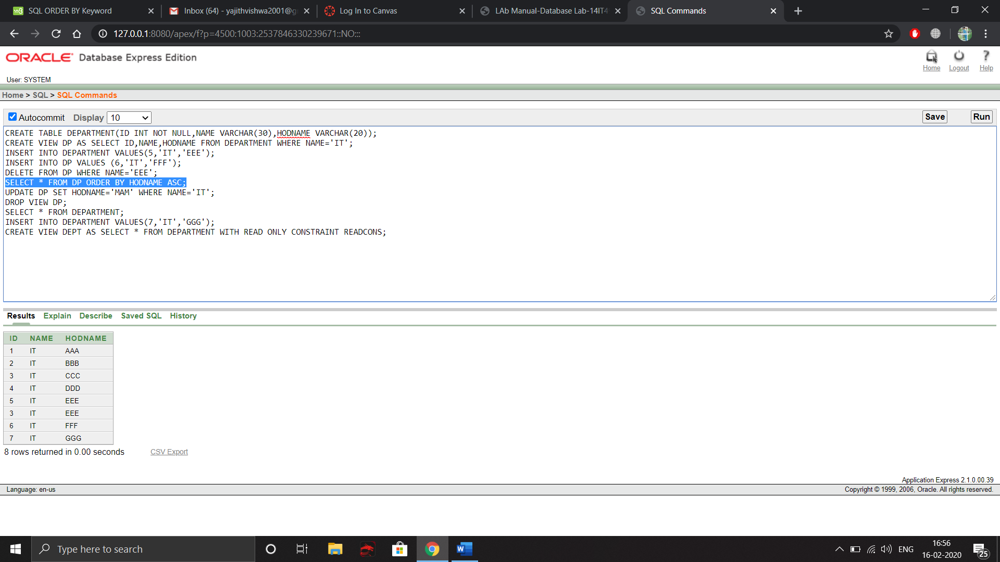 SQL ORDER BY Keyword
Inbox (64) - yajithvishwa2001@g
Log In to Canvas
LAb Manual-Database Lab-14IT4
SQL Commands
127.0.0.1:8080/apex/f?p=4500:1003:2537846330239671::NO:::
ORACLE Database Express Edition
Home Logout Help
User: SYSTEM
Home > SQL > SQL Commands
Autocommit Display 10 Save Run
CREATE TABLE DEPARTMENT(ID INT NOT NULL,NAME VARCHAR(30),HODNAME VARCHAR(20));
CREATE VIEW DP AS SELECT ID,NAME,HODNAME FROM DEPARTMENT WHERE NAME='IT';
INSERT INTO DEPARTMENT VALUES(5,'IT','EEE');
INSERT INTO DP VALUES (6,'IT','FFF');
DELETE FROM DP WHERE NAME='EEE';
SELECT * FROM DP ORDER BY HODNAME ASC;
UPDATE DP SET HODNAME='MAM' WHERE NAME='IT';
DROP VIEW DP;
SELECT * FROM DEPARTMENT;
INSERT INTO DEPARTMENT VALUES(7,'IT','GGG');
CREATE VIEW DEPT AS SELECT * FROM DEPARTMENT WITH READ ONLY CONSTRAINT READCONS;
Results Explain Describe Saved SQL History
ID NAME HODNAME
1 IT AAA
2 IT BBB
3 IT CCC
4 IT DDD
5 IT EEE
3 IT EEE
6 IT FFF
7 IT GGG
8 rows returned in 0.00 seconds CSV Export
Application Express 2.1.0.00.39
Language: en-us Copyright © 1999, 2006, Oracle. All rights reserved.
Type here to search
ENG
16:56
16-02-2020
25